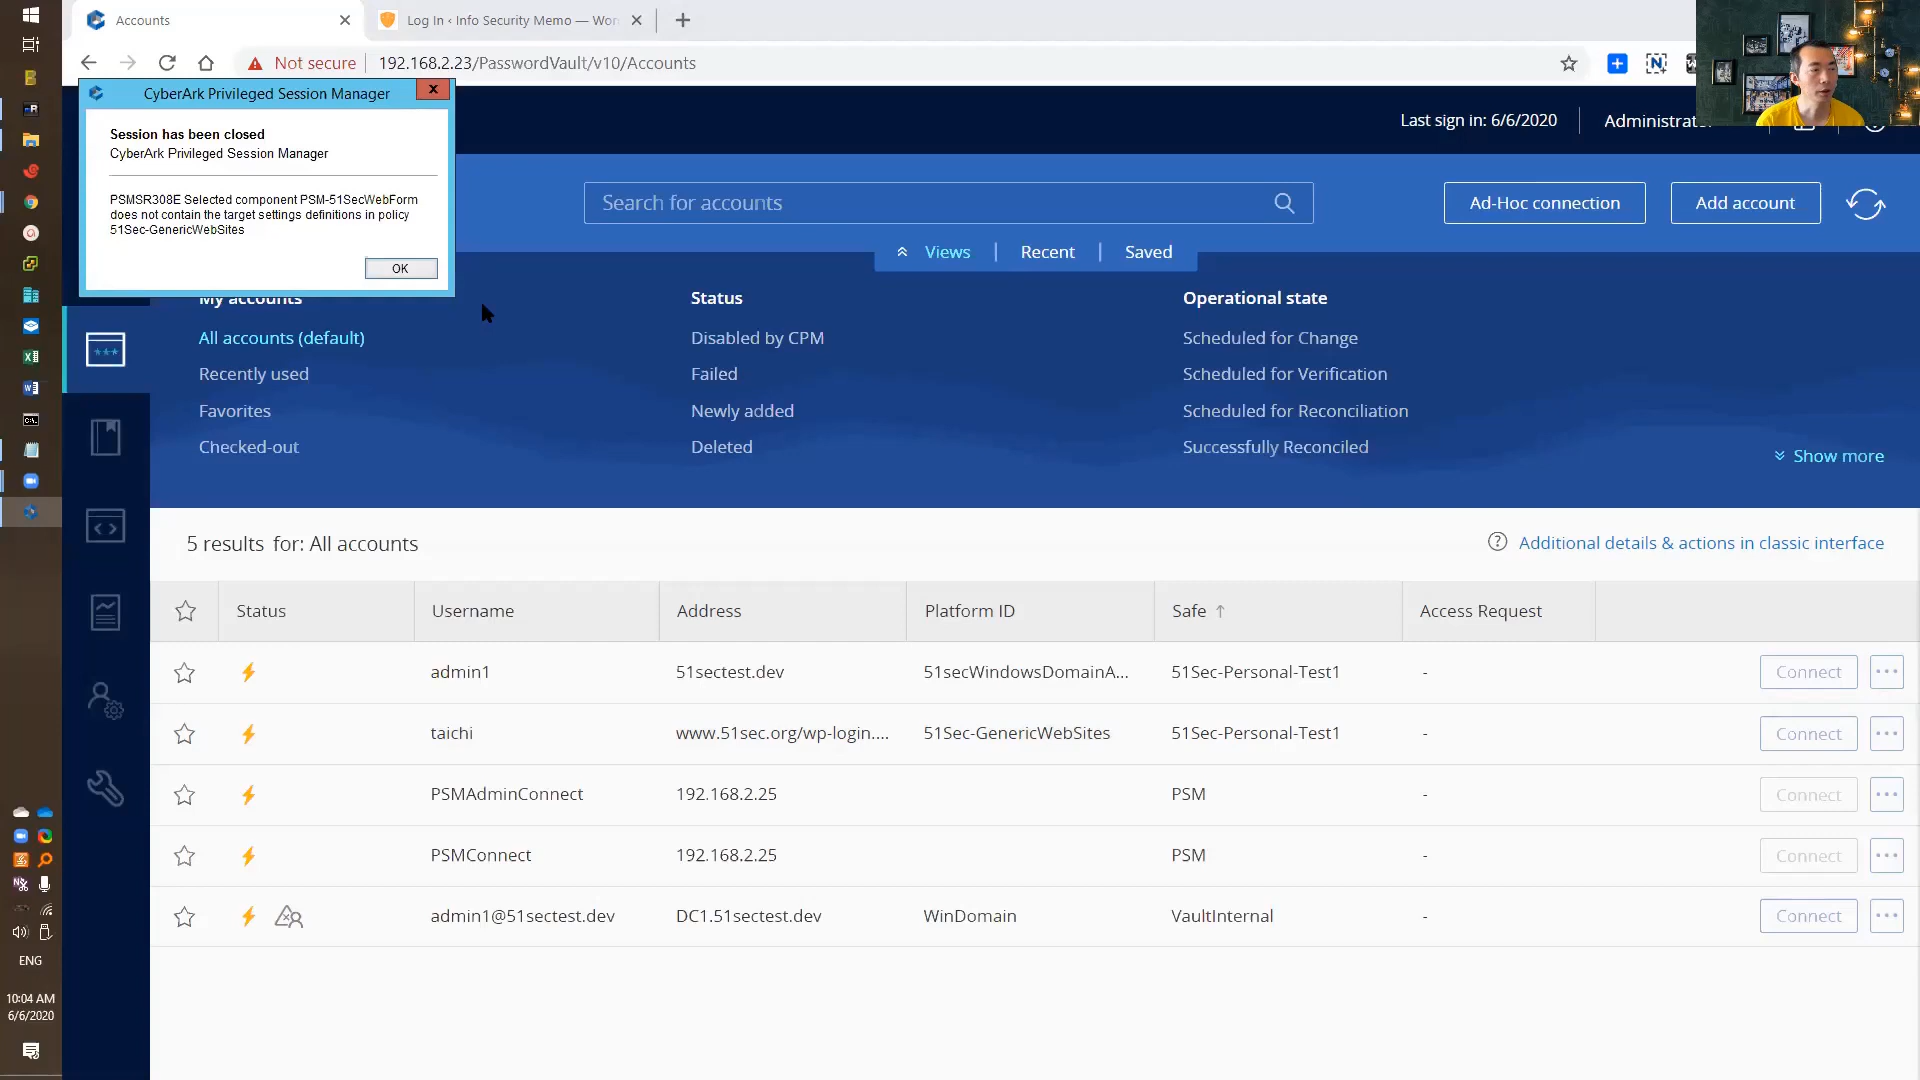 Accounts
Log In ‹ Info Security Memo — Wor
Not secure
192.168.2.23/PasswordVault/v10/Accounts
CyberArk Privileged Session Manager
Session has been closed
CyberArk Privileged Session Manager
PSMSR308E Selected component PSM-51SecWebForm
does not contain the target settings definitions in policy
51Sec-GenericWebSites
OK
Last sign in: 6/6/2020
Administrato
Search for accounts
Ad-Hoc connection
Add account
Views
Recent
Saved
My accounts
Status
Operational state
All accounts (default)
Disabled by CPM
Scheduled for Change
Recently used
Failed
Scheduled for Verification
Favorites
Newly added
Scheduled for Reconciliation
Checked-out
Deleted
Successfully Reconciled
Show more
5 results for: All accounts
Additional details & actions in classic interface
Status Username Address Platform ID Safe ↑ Access Request
admin1 51sectest.dev 51secWindowsDomainA... 51Sec-Personal-Test1 - Connect ...
taichi www.51sec.org/wp-login.... 51Sec-GenericWebSites 51Sec-Personal-Test1 - Connect ...
PSMAdminConnect 192.168.2.25 PSM - Connect ...
PSMConnect 192.168.2.25 PSM - Connect ...
admin1@51sectest.dev DC1.51sectest.dev WinDomain VaultInternal - Connect ...
ENG
10:04 AM
6/6/2020